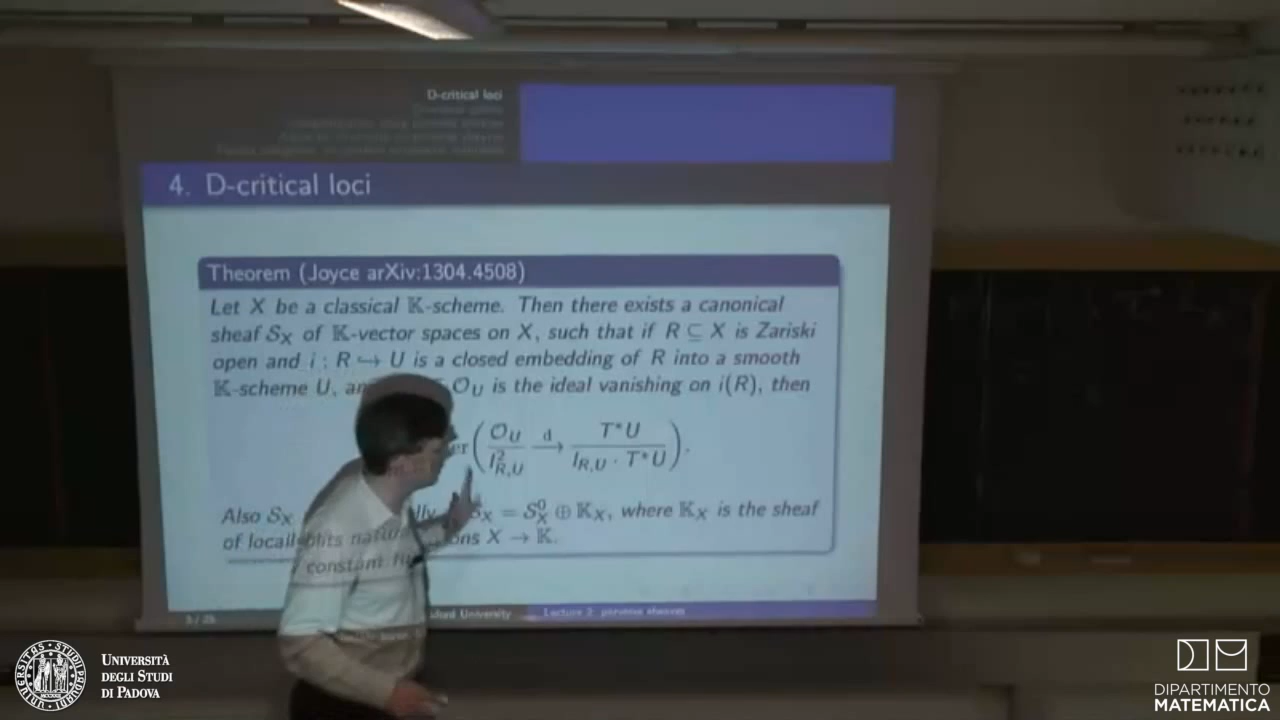 D-critical loci
4. D-critical loci
Theorem (Joyce arXiv:1304.4508)
Let X be a classical 𝕂-scheme. Then there exists a canonical
sheaf S_X of 𝕂-vector spaces on X, such that if R ⊆ X is Zariski
open and i : R ↪ U is a closed embedding of R into a smooth
𝕂-scheme U, O_U is the ideal vanishing on i(R), then
( O_U / I²_{R,U} →^d T*U / I_{R,U} · T*U ).
Also S_X S_X = S⁰_X ⊕ 𝕂_X, where 𝕂_X is the sheaf
of X → 𝕂.
constant
University Lecture 2: perverse sheaves
UNIVERSITÀ
DEGLI STUDI
DI PADOVA
DIPARTIMENTO
MATEMATICA